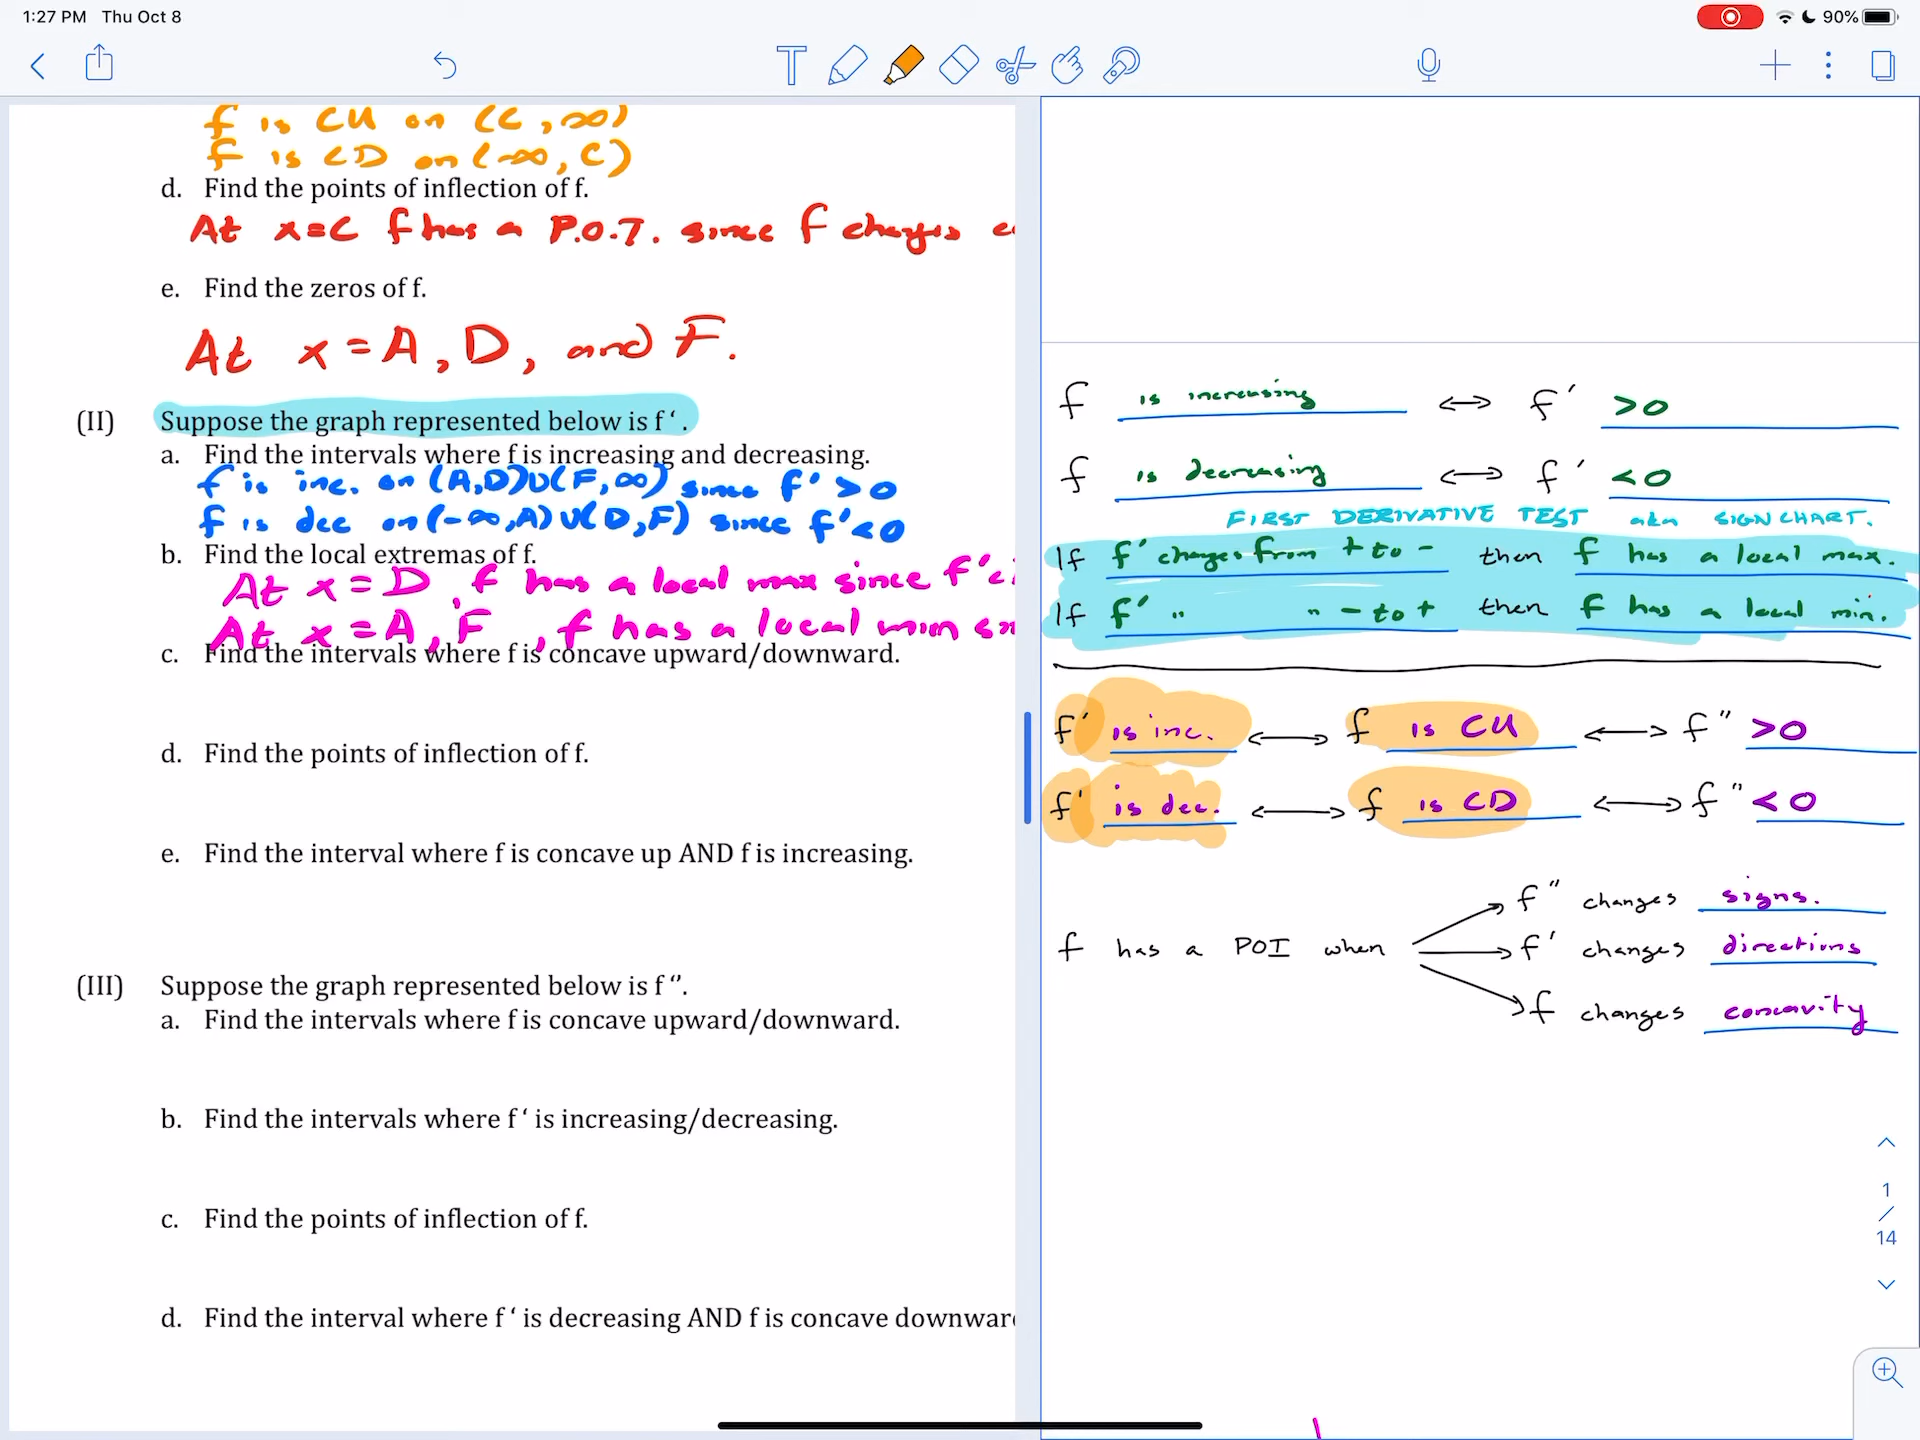 1:27 PM Thu Oct 8
90%
f is CU on (C, ∞)
f is CD on (-∞, C)
d. Find the points of inflection of f.
At x=C f has a P.O.I. since f changes c
e. Find the zeros of f.
At x = A, D, and F.
(II) Suppose the graph represented below is f ‘.
a. Find the intervals where f is increasing and decreasing.
f is inc. on (A,D)U(F,∞) since f' > 0
f is dec on (-∞,A)U(D,F) since f' < 0
b. Find the local extremas of f.
At x = D, f has a local max since f' c
At x = A, F, f has a local min
c. Find the intervals where f is concave upward/downward.
d. Find the points of inflection of f.
e. Find the interval where f is concave up AND f is increasing.
(III) Suppose the graph represented below is f ‘’.
a. Find the intervals where f is concave upward/downward.
b. Find the intervals where f ‘ is increasing/decreasing.
c. Find the points of inflection of f.
d. Find the interval where f ‘ is decreasing AND f is concave downwar
f is increasing ↔ f' >0
f is decreasing ↔ f' <0
FIRST DERIVATIVE TEST aka SIGN CHART.
If f' changes from + to - then f has a local max.
If f' " " - to + then f has a local min.
f' is inc. ↔ f is CU ↔ f" >0
f' is dec. ↔ f is CD ↔ f" <0
f" changes signs.
f has a POI when f' changes directions
f changes concavity
1
/
14